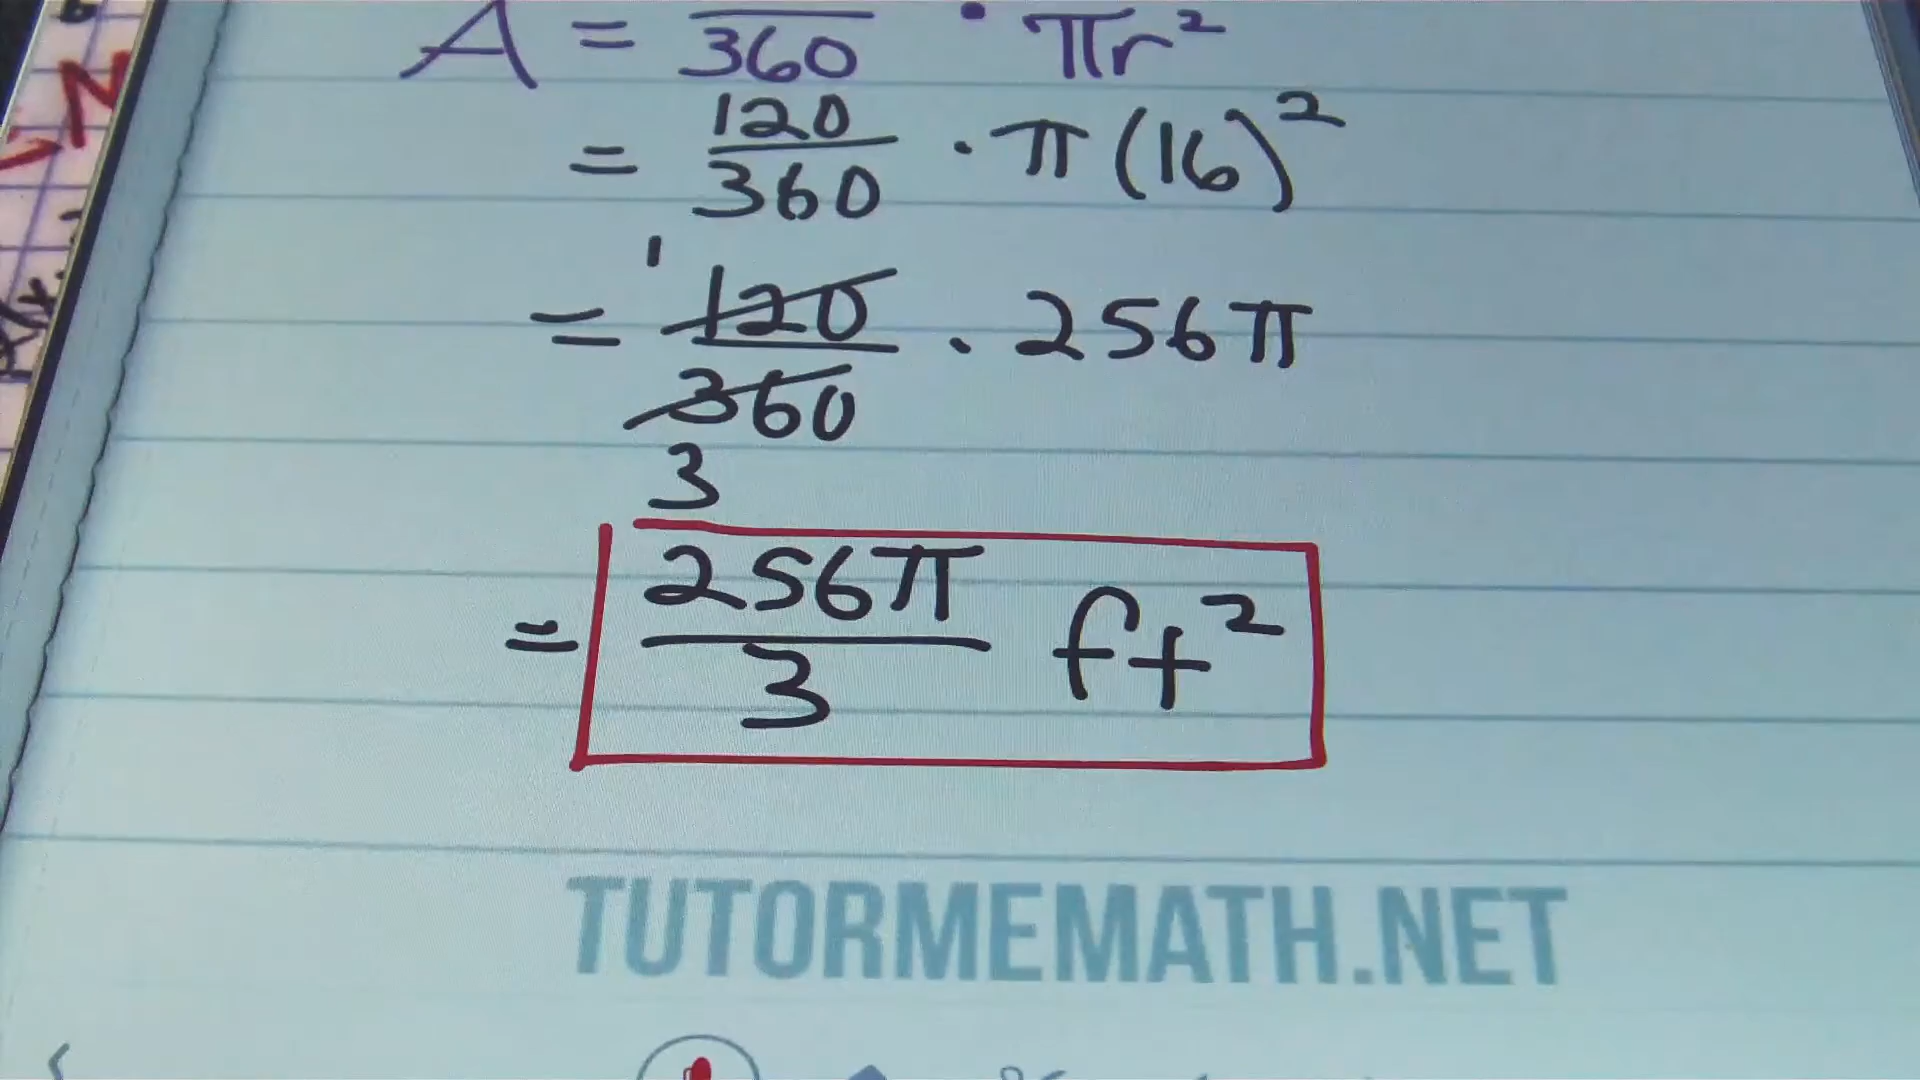 A = /360 · πr²
= 120/360 · π(16)²
1
= 120/360 · 256π
3
= 256π/3 ft²
TUTORMEMATH.NET